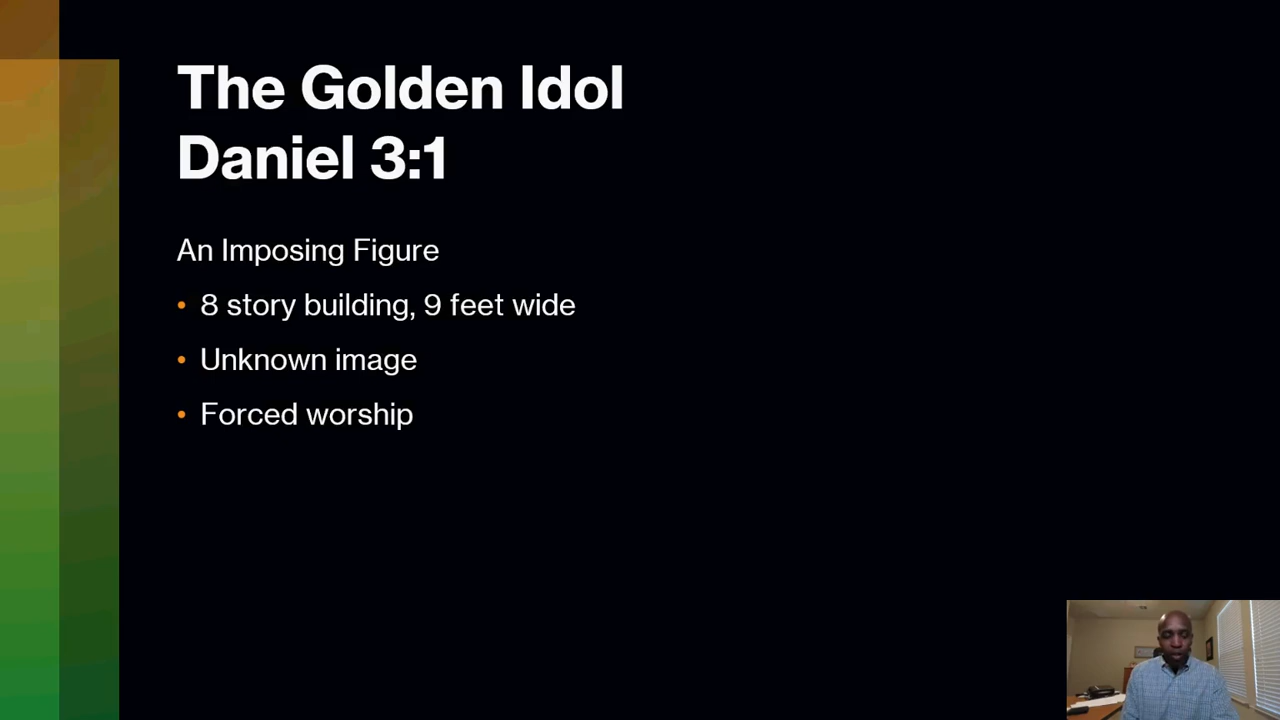 The Golden Idol
Daniel 3:1
An Imposing Figure
• 8 story building, 9 feet wide
• Unknown image
• Forced worship